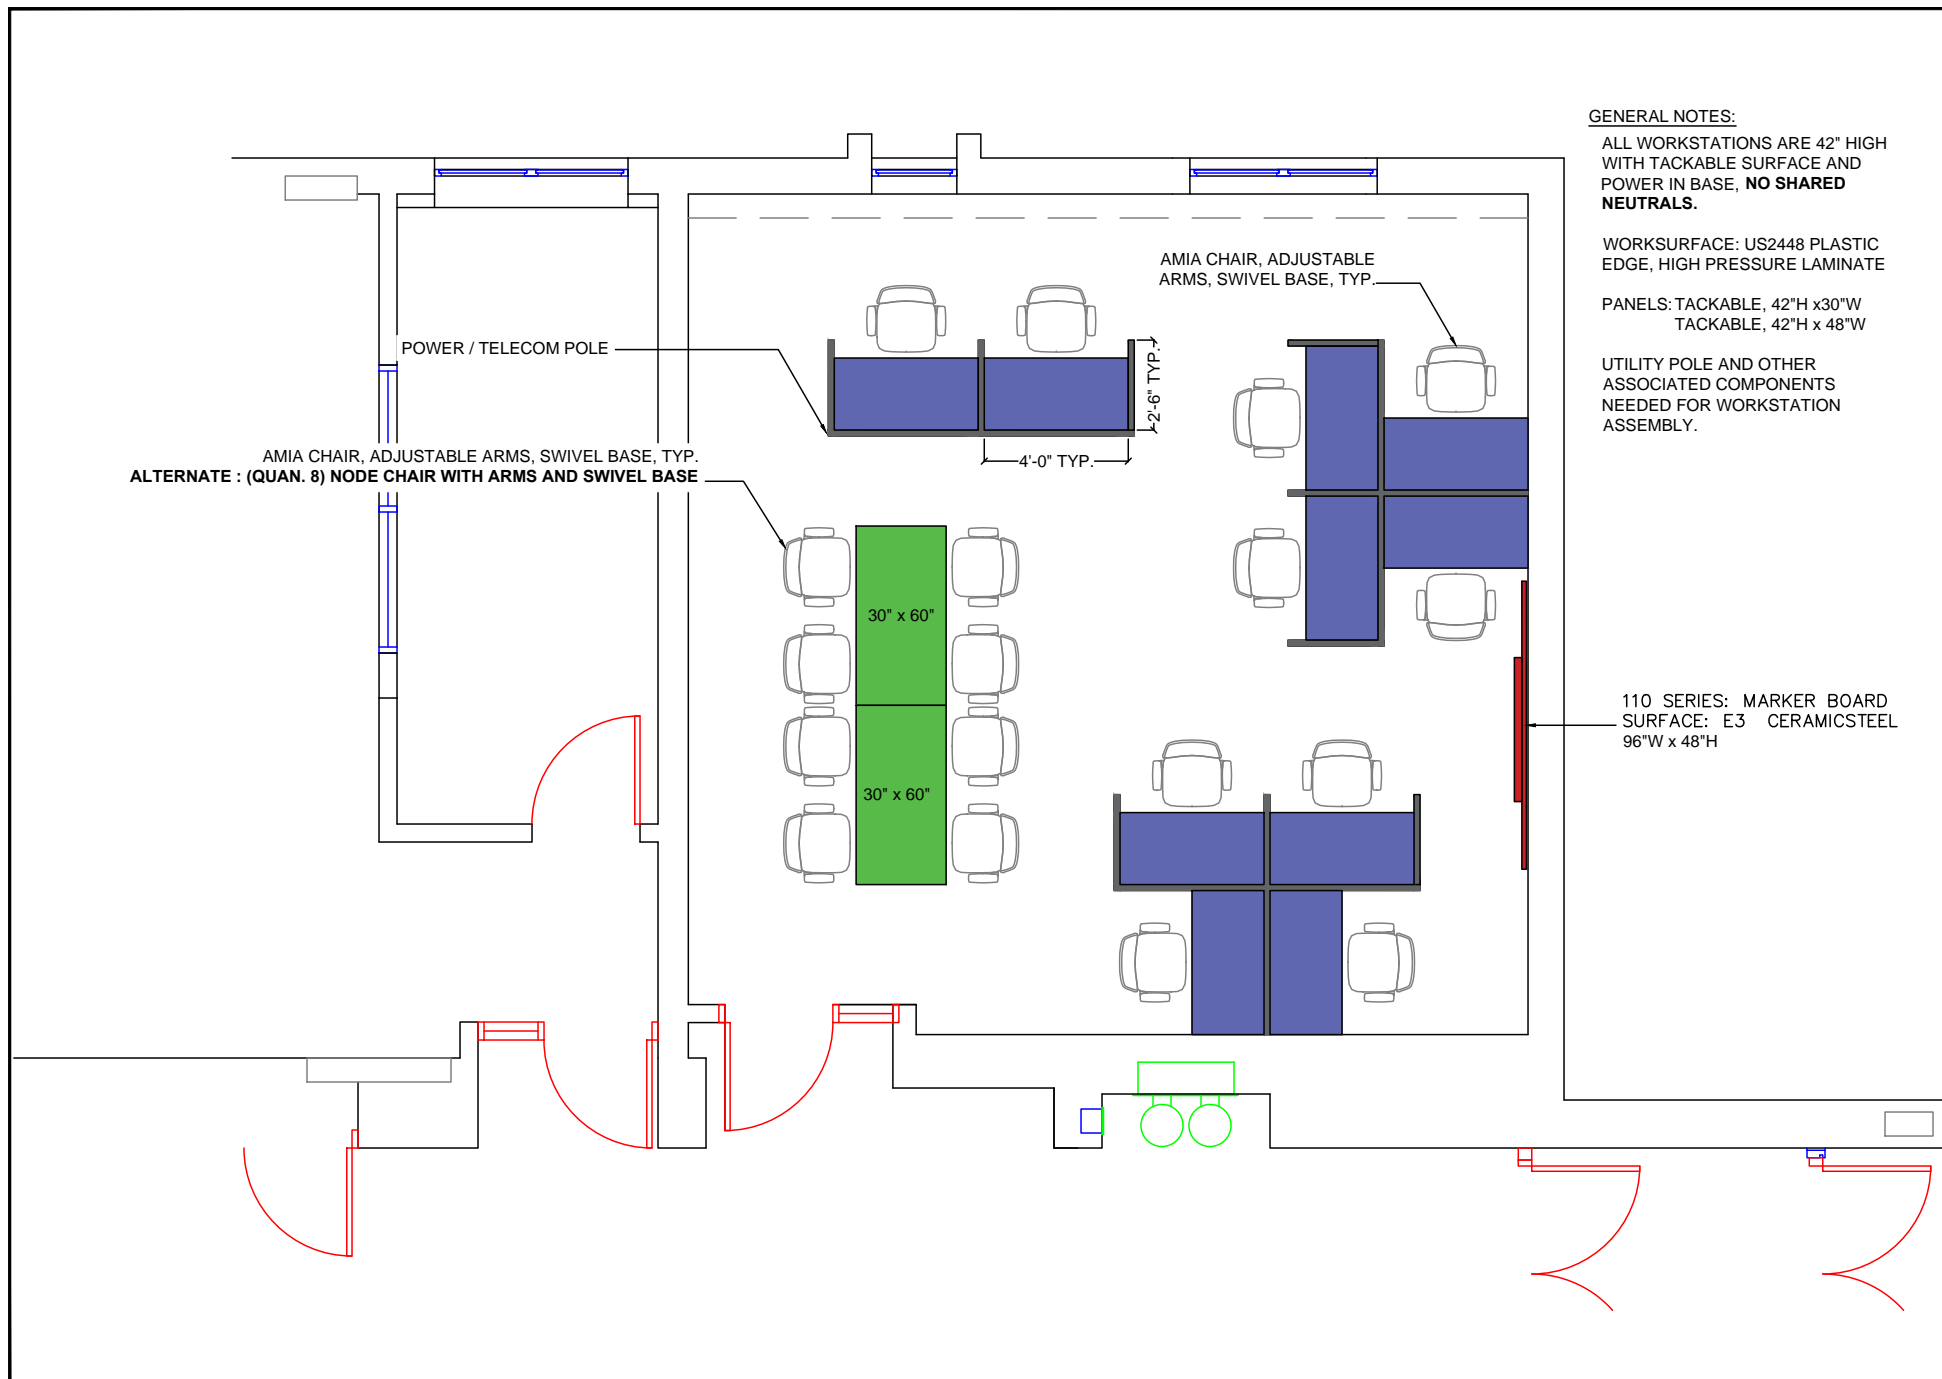 GENERAL NOTES:
ALL WORKSTATIONS ARE 42" HIGH
WITH TACKABLE SURFACE AND
POWER IN BASE, NO SHARED
NEUTRALS.
WORKSURFACE: US2448 PLASTIC
EDGE, HIGH PRESSURE LAMINATE
PANELS: TACKABLE, 42"H x30"W
TACKABLE, 42"H x 48"W
UTILITY POLE AND OTHER
ASSOCIATED COMPONENTS
NEEDED FOR WORKSTATION
ASSEMBLY.
AMIA CHAIR, ADJUSTABLE
ARMS, SWIVEL BASE, TYP.
POWER / TELECOM POLE
2'-6" TYP.
4'-0" TYP.
AMIA CHAIR, ADJUSTABLE ARMS, SWIVEL BASE, TYP.
ALTERNATE : (QUAN. 8) NODE CHAIR WITH ARMS AND SWIVEL BASE
30" x 60"
30" x 60"
110 SERIES: MARKER BOARD
SURFACE: E3 CERAMICSTEEL
96"W x 48"H